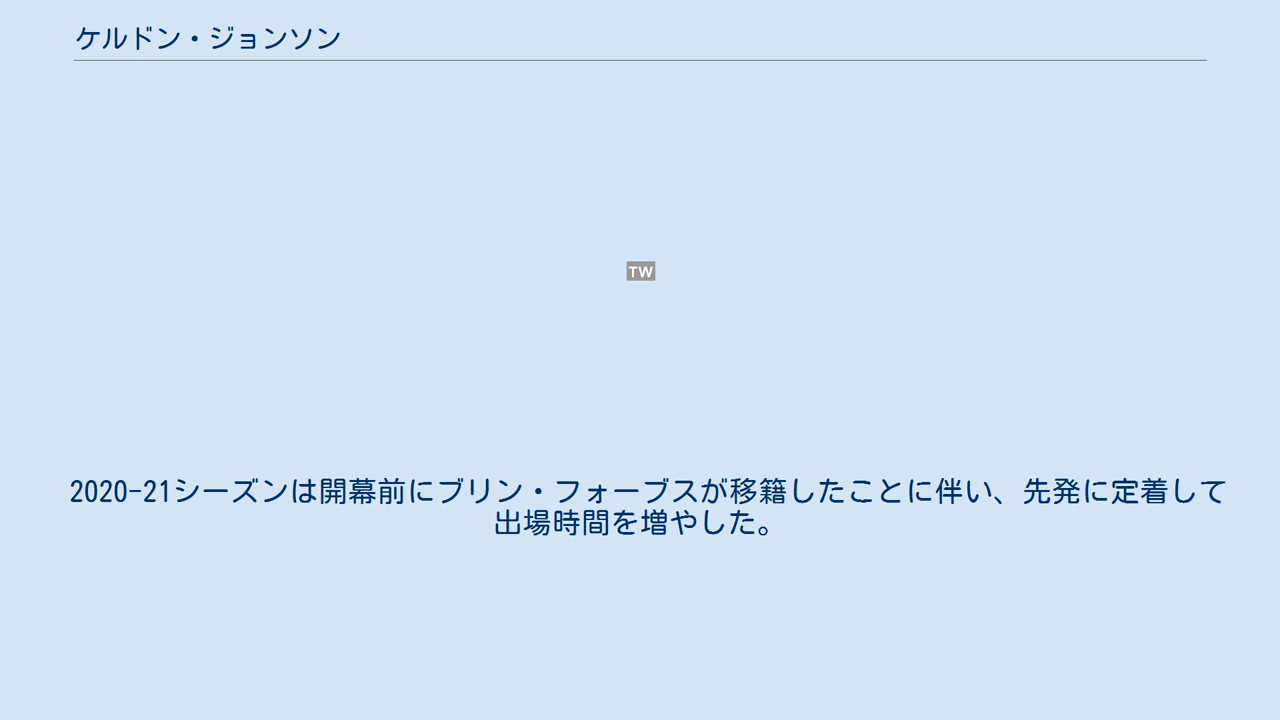 ケルドン・ジョンソン
TW
2020-21シーズンは開幕前にブリン・フォーブスが移籍したことに伴い、先発に定着して
出場時間を増やした。